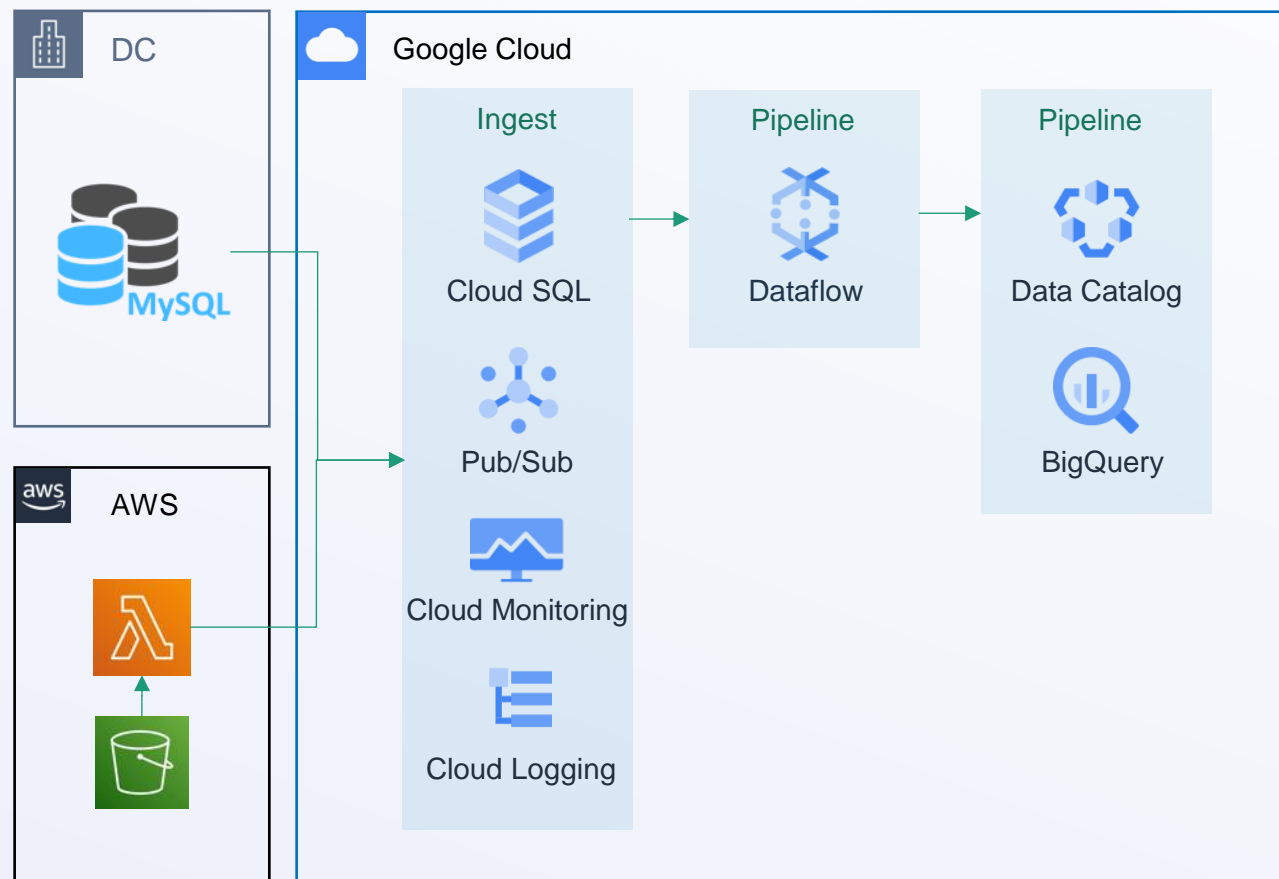 DC
MySQL
aws
AWS
Google Cloud
Ingest
Cloud SQL
Pub/Sub
Cloud Monitoring
Cloud Logging
Pipeline
Dataflow
Pipeline
Data Catalog
BigQuery